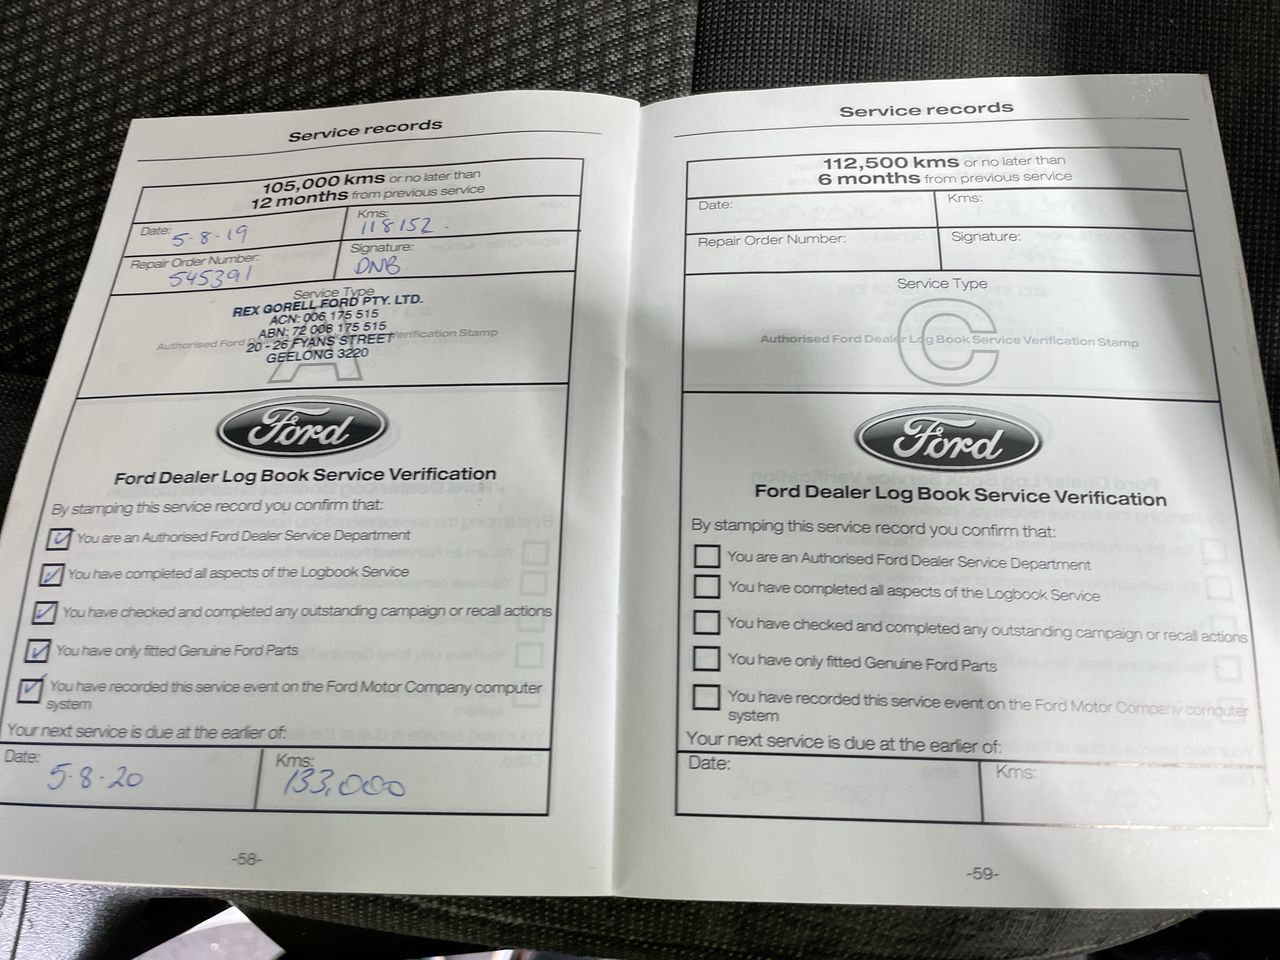 Service records
105,000 kms or no later than
12 months from previous service
Date: 5-8-19
Kms: 118152
Repair Order Number: 545391
Signature: DNB
Service Type
REX GORELL FORD PTY. LTD.
ACN: 006 175 515
ABN: 72 006 175 515
20 - 26 FYANS STREET
GEELONG 3220
Authorised Ford Verification Stamp
A
Ford
Ford Dealer Log Book Service Verification
By stamping this service record you confirm that:
You are an Authorised Ford Dealer Service Department
You have completed all aspects of the Logbook Service
You have checked and completed any outstanding campaign or recall actions
You have only fitted Genuine Ford Parts
You have recorded this service event on the Ford Motor Company computer
system
Your next service is due at the earlier of:
Date: 5-8-20
Kms: 133,000
-58-
Service records
112,500 kms or no later than
6 months from previous service
Date:
Kms:
Repair Order Number:
Signature:
Service Type
C
Authorised Ford Dealer Log Book Service Verification Stamp
Ford
Ford Dealer Log Book Service Verification
By stamping this service record you confirm that:
You are an Authorised Ford Dealer Service Department
You have completed all aspects of the Logbook Service
You have checked and completed any outstanding campaign or recall actions
You have only fitted Genuine Ford Parts
You have recorded this service event on the Ford Motor Company computer
system
Your next service is due at the earlier of:
Date:
Kms:
-59-